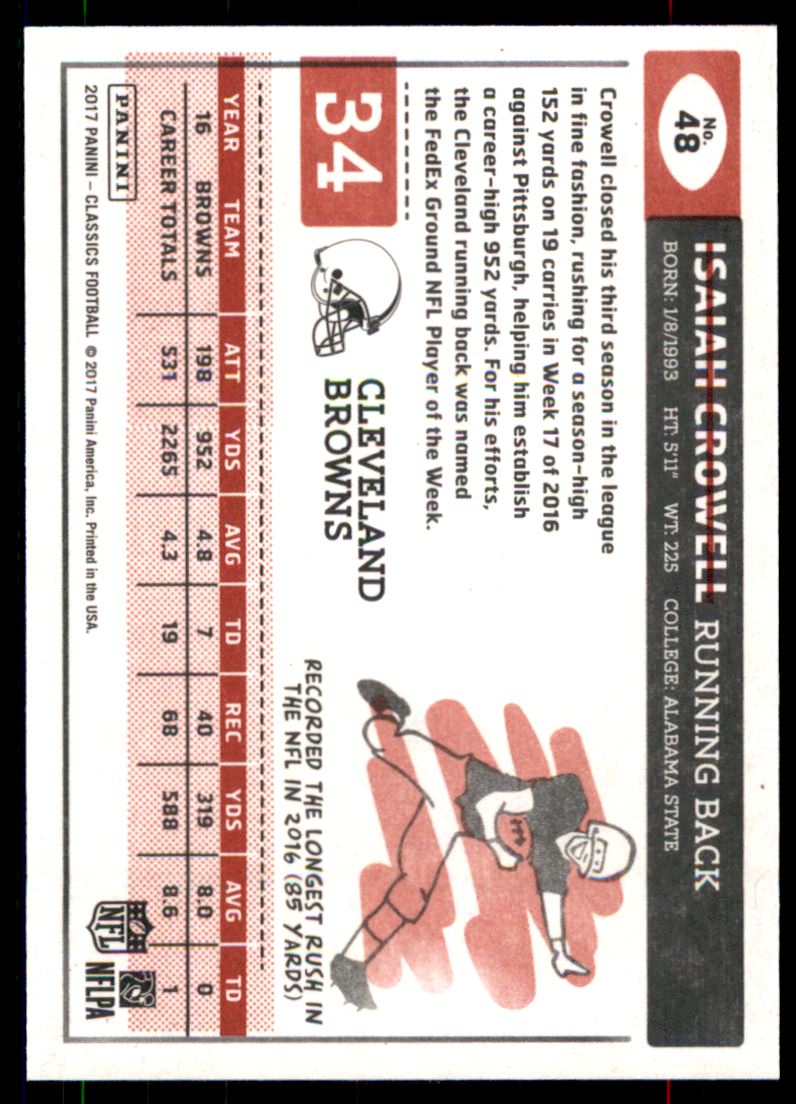 No.
48
ISAIAH CROWELL RUNNING BACK
BORN: 1/8/1993 HT: 5'11" WT: 225 COLLEGE: ALABAMA STATE
Crowell closed his third season in the league
in fine fashion, rushing for a season-high
152 yards on 19 carries in Week 17 of 2016
against Pittsburgh, helping him establish
a career-high 952 yards. For his efforts,
the Cleveland running back was named
the FedEx Ground NFL Player of the Week.
34
CLEVELAND
BROWNS
RECORDED THE LONGEST RUSH IN
THE NFL IN 2016 (85 YARDS)
YEAR TEAM ATT YDS AVG TD REC YDS AVG TD
16 BROWNS 198 952 4.8 7 40 319 8.0 0
CAREER TOTALS 531 2265 4.3 19 68 588 8.6 1
PANINI
2017 PANINI – CLASSICS FOOTBALL © 2017 Panini America, Inc. Printed in the USA.
NFL
NFLPA